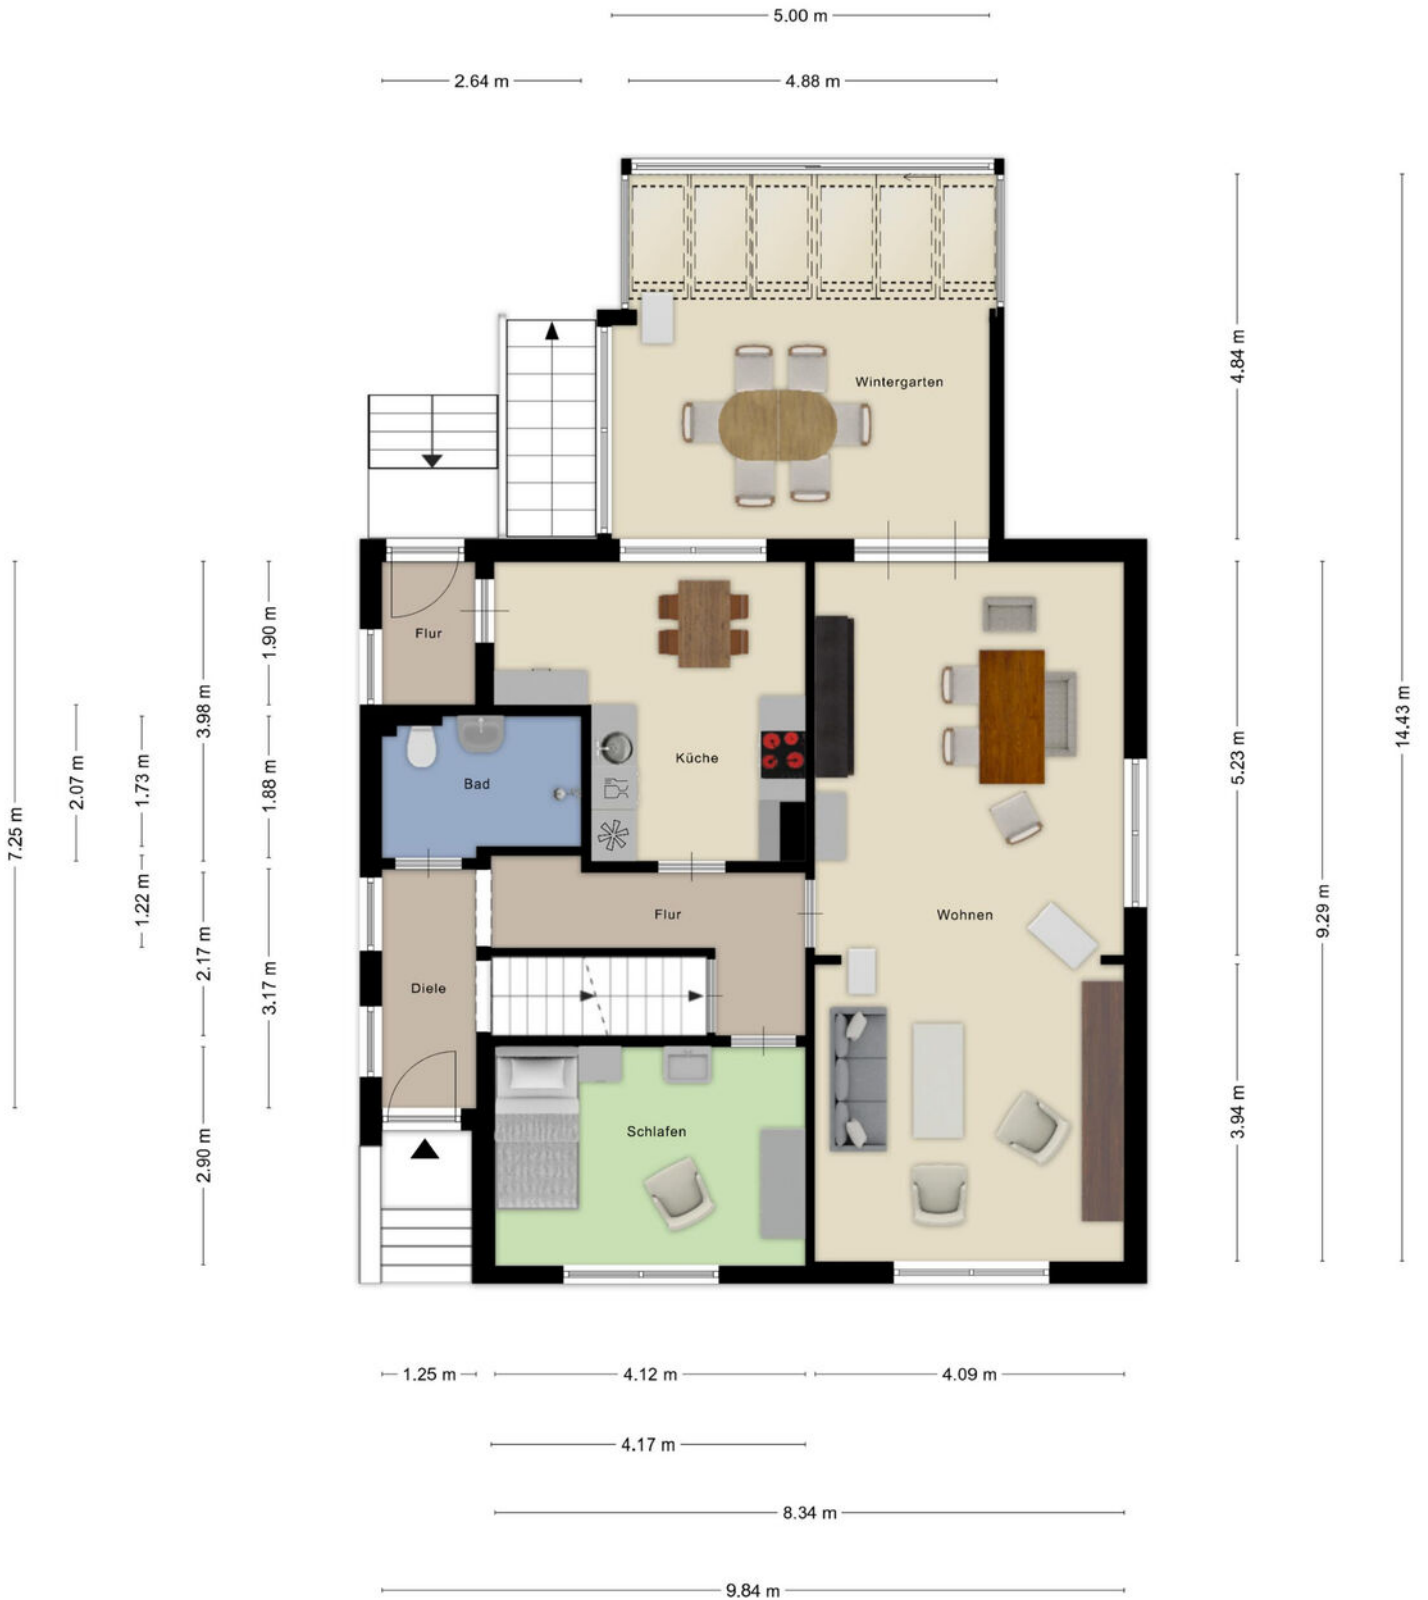 5.00 m
2.64 m
4.88 m
Wintergarten
4.84 m
14.43 m
Flur
1.90 m
3.98 m
2.07 m
1.73 m
1.88 m
7.25 m
Küche
Bad
5.23 m
9.29 m
1.22 m
2.17 m
Flur
Wohnen
3.17 m
Diele
Schlafen
2.90 m
3.94 m
1.25 m
4.12 m
4.09 m
4.17 m
8.34 m
9.84 m